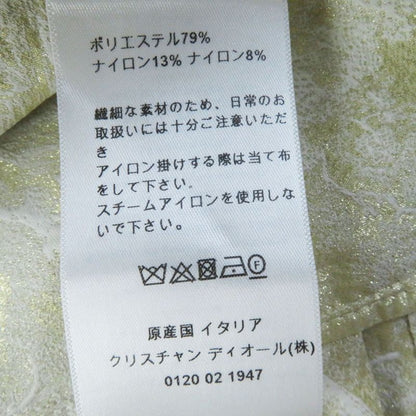 ポリエステル79%
ナイロン13% ナイロン8%
繊細な素材のため、日常のお
取扱いには十分ご注意いただ
き
アイロン掛けする際は当て布
をして下さい。
スチームアイロンを使用しな
いで下さい。
F
原産国 イタリア
クリスチャン ディオール(株)
0120 02 1947